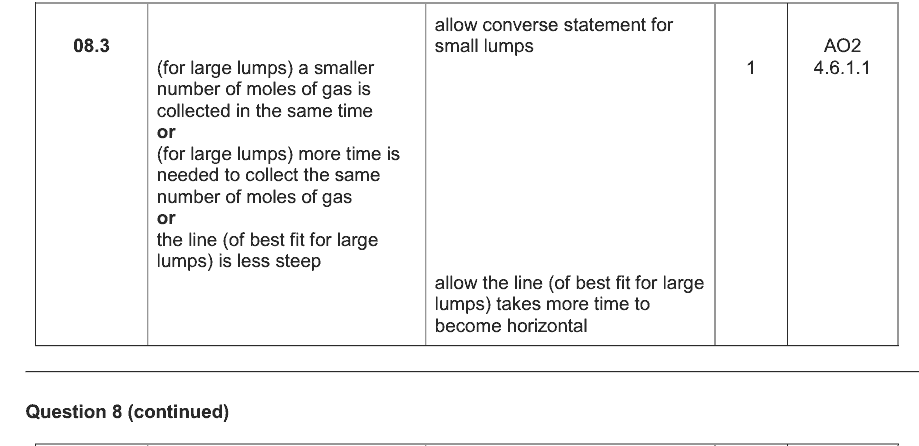 allow converse statement for
08.3 small lumps AO2
(for large lumps) a smaller 1 4.6.1.1
number of moles of gas is
collected in the same time
or
(for large lumps) more time is
needed to collect the same
number of moles of gas
or
the line (of best fit for large
lumps) is less steep
allow the line (of best fit for large
lumps) takes more time to
become horizontal
Question 8 (continued)